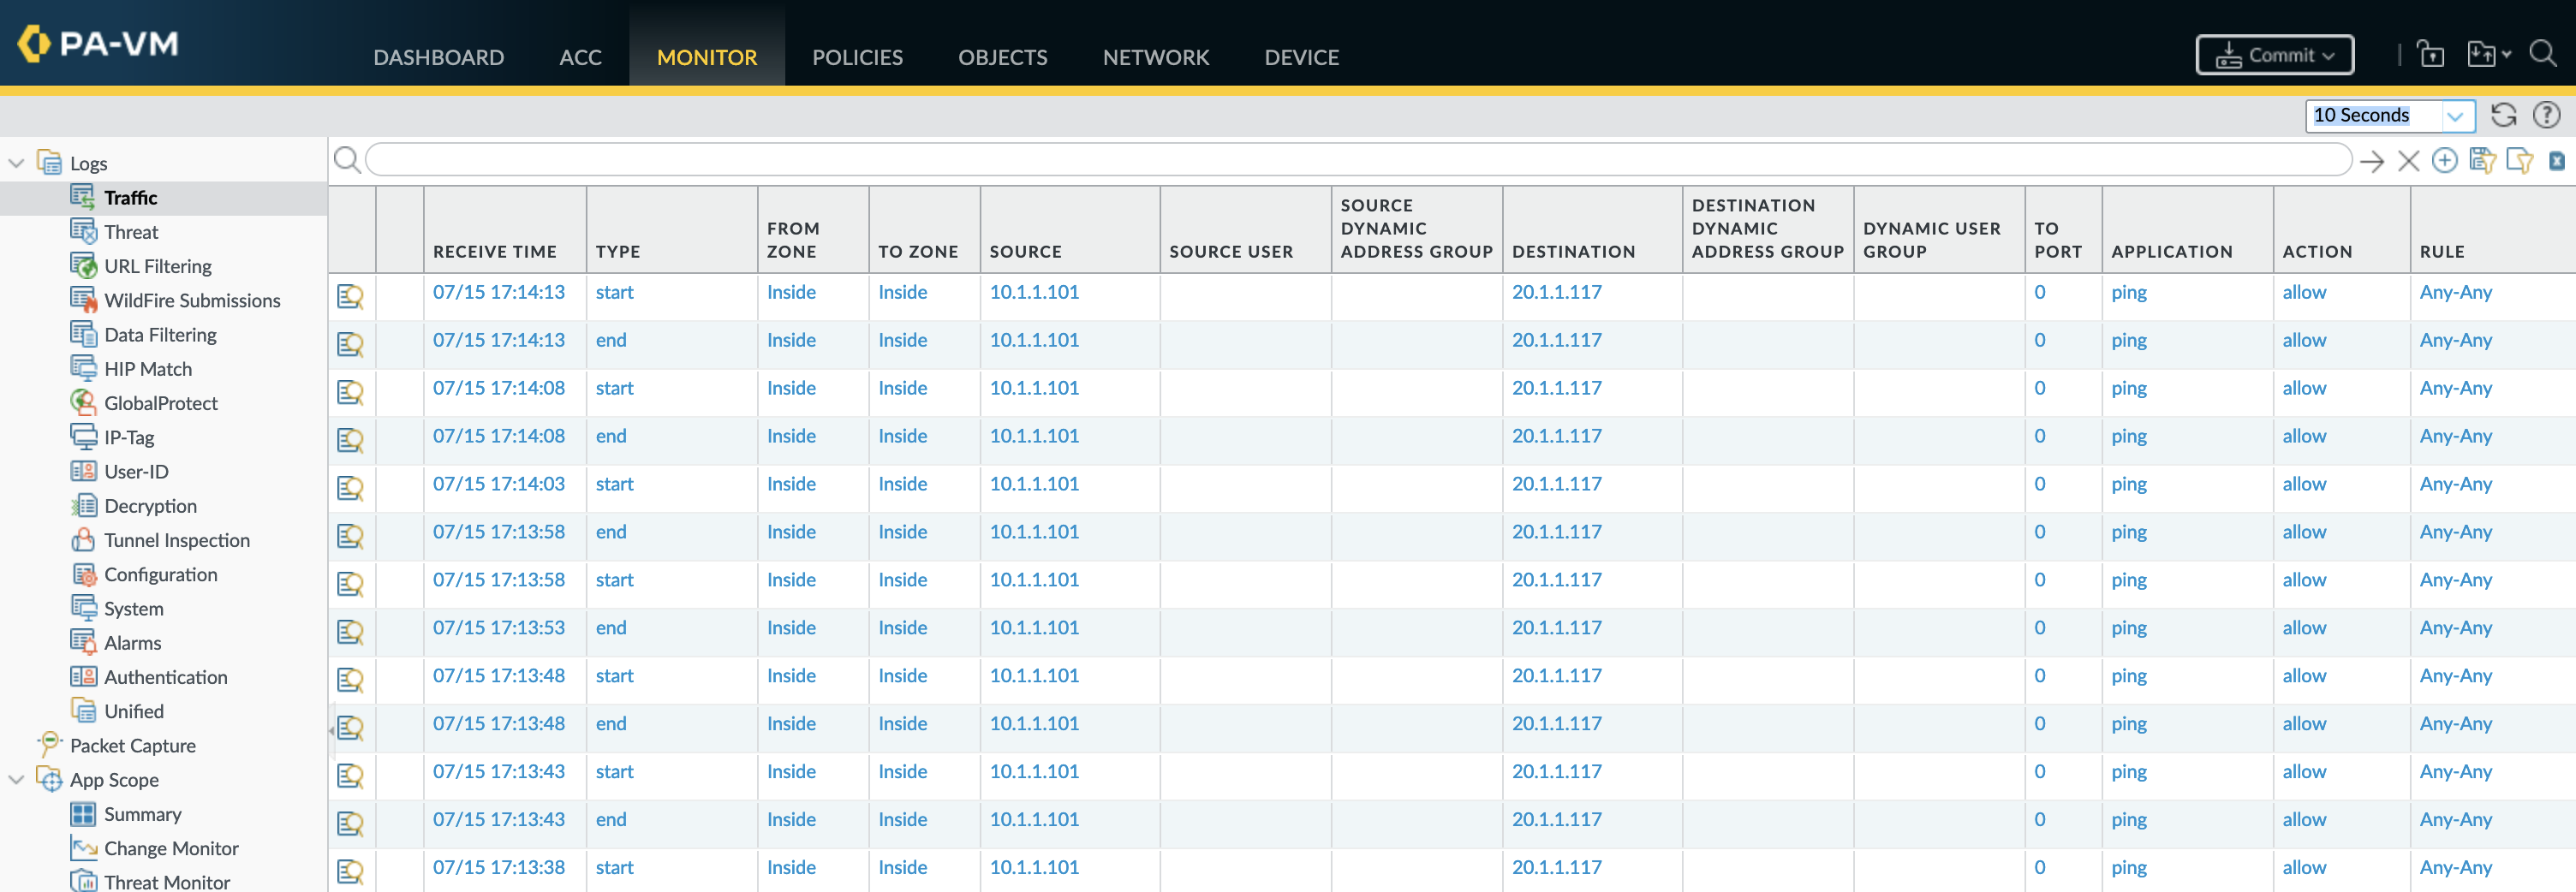 PA-VM
DASHBOARD ACC MONITOR POLICIES OBJECTS NETWORK DEVICE Commit
10 Seconds
Logs
Traffic
Threat
URL Filtering
WildFire Submissions
Data Filtering
HIP Match
GlobalProtect
IP-Tag
User-ID
Decryption
Tunnel Inspection
Configuration
System
Alarms
Authentication
Unified
Packet Capture
App Scope
Summary
Change Monitor
Threat Monitor
RECEIVE TIME TYPE FROM ZONE TO ZONE SOURCE SOURCE USER SOURCE DYNAMIC ADDRESS GROUP DESTINATION DESTINATION DYNAMIC ADDRESS GROUP DYNAMIC USER GROUP TO PORT APPLICATION ACTION RULE
07/15 17:14:13 start Inside Inside 10.1.1.101 20.1.1.117 0 ping allow Any-Any
07/15 17:14:13 end Inside Inside 10.1.1.101 20.1.1.117 0 ping allow Any-Any
07/15 17:14:08 start Inside Inside 10.1.1.101 20.1.1.117 0 ping allow Any-Any
07/15 17:14:08 end Inside Inside 10.1.1.101 20.1.1.117 0 ping allow Any-Any
07/15 17:14:03 start Inside Inside 10.1.1.101 20.1.1.117 0 ping allow Any-Any
07/15 17:13:58 end Inside Inside 10.1.1.101 20.1.1.117 0 ping allow Any-Any
07/15 17:13:58 start Inside Inside 10.1.1.101 20.1.1.117 0 ping allow Any-Any
07/15 17:13:53 end Inside Inside 10.1.1.101 20.1.1.117 0 ping allow Any-Any
07/15 17:13:48 start Inside Inside 10.1.1.101 20.1.1.117 0 ping allow Any-Any
07/15 17:13:48 end Inside Inside 10.1.1.101 20.1.1.117 0 ping allow Any-Any
07/15 17:13:43 start Inside Inside 10.1.1.101 20.1.1.117 0 ping allow Any-Any
07/15 17:13:43 end Inside Inside 10.1.1.101 20.1.1.117 0 ping allow Any-Any
07/15 17:13:38 start Inside Inside 10.1.1.101 20.1.1.117 0 ping allow Any-Any